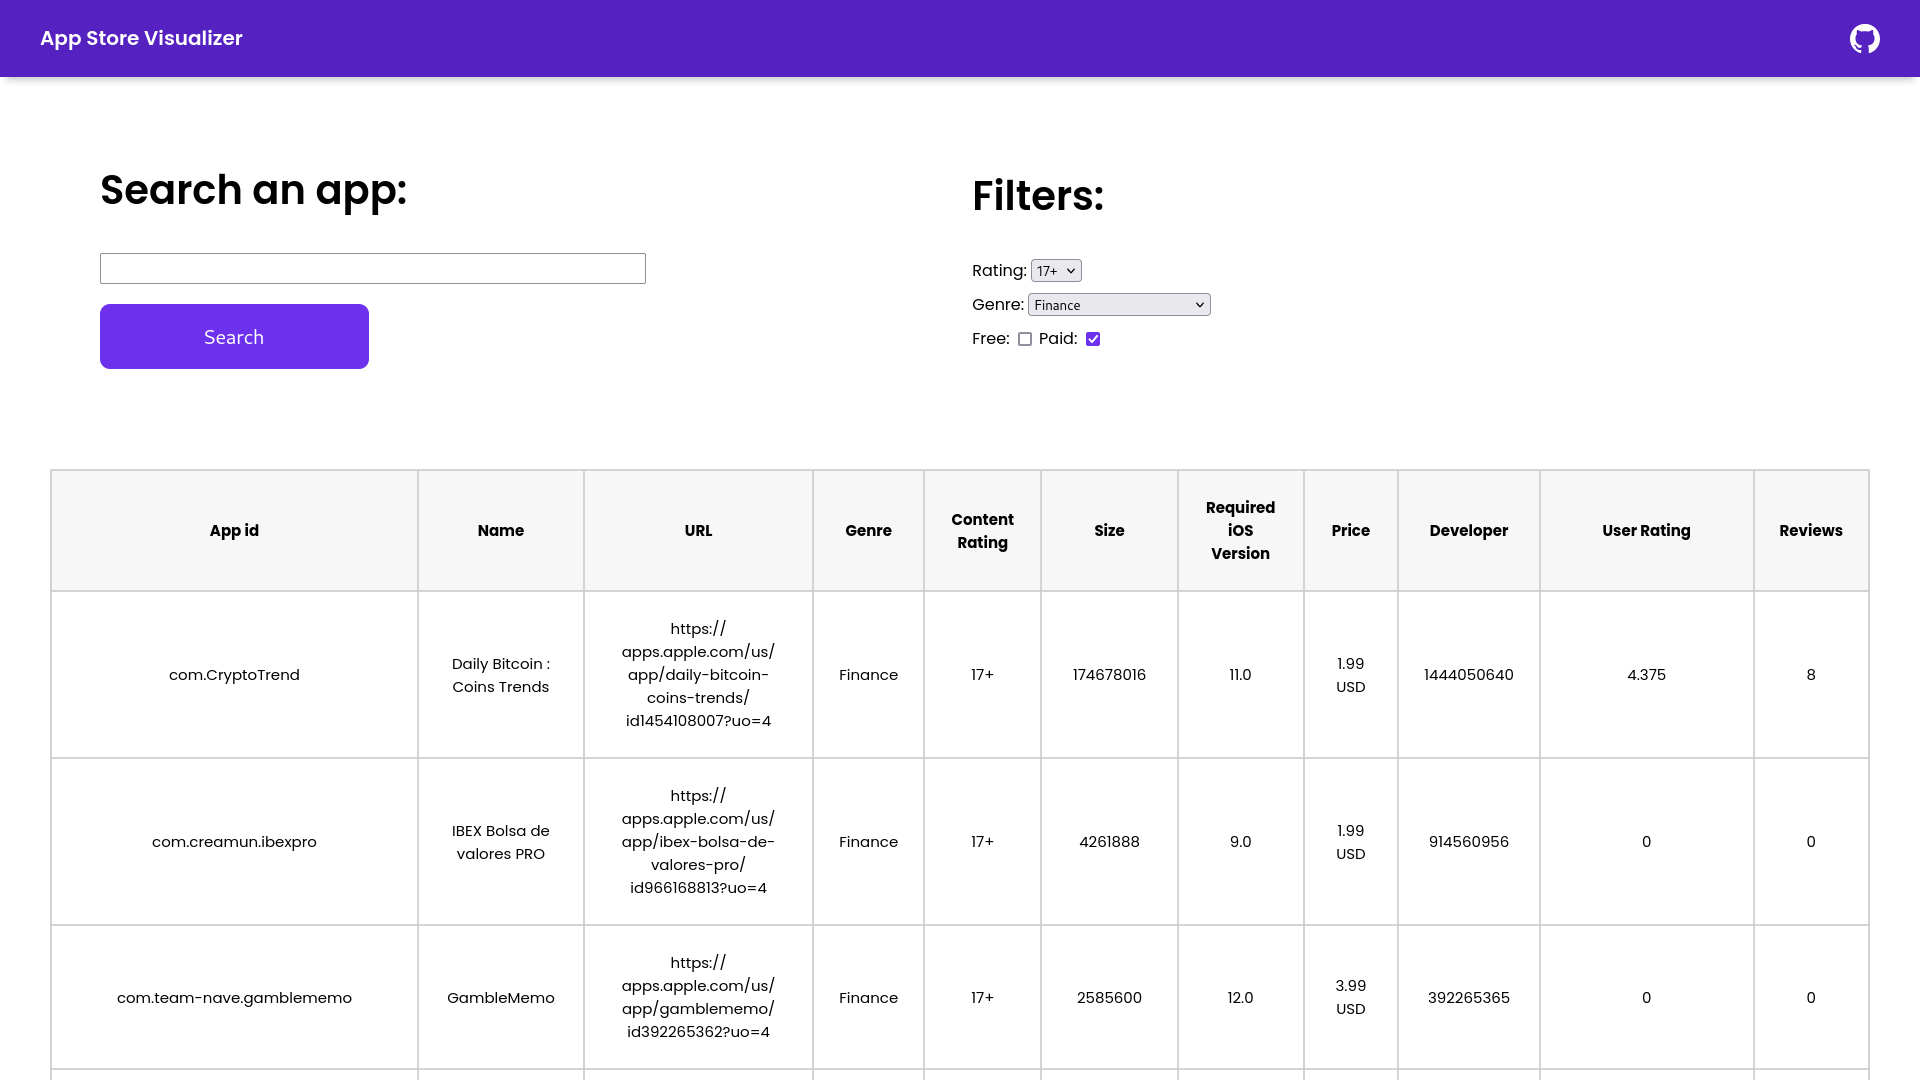 App Store Visualizer
Search an app:
Search
Filters:
Rating: 17+
Genre: Finance
Free: Paid:
App id
Name
URL
Genre
Content
Rating
Size
Required
iOS
Version
Price
Developer
User Rating
Reviews
com.CryptoTrend
Daily Bitcoin :
Coins Trends
https://
apps.apple.com/us/
app/daily-bitcoin-
coins-trends/
id1454108007?uo=4
Finance
17+
174678016
11.0
1.99
USD
1444050640
4.375
8
com.creamun.ibexpro
IBEX Bolsa de
valores PRO
https://
apps.apple.com/us/
app/ibex-bolsa-de-
valores-pro/
id966168813?uo=4
Finance
17+
4261888
9.0
1.99
USD
914560956
0
0
com.team-nave.gamblememo
GambleMemo
https://
apps.apple.com/us/
app/gamblememo/
id392265362?uo=4
Finance
17+
2585600
12.0
3.99
USD
392265365
0
0